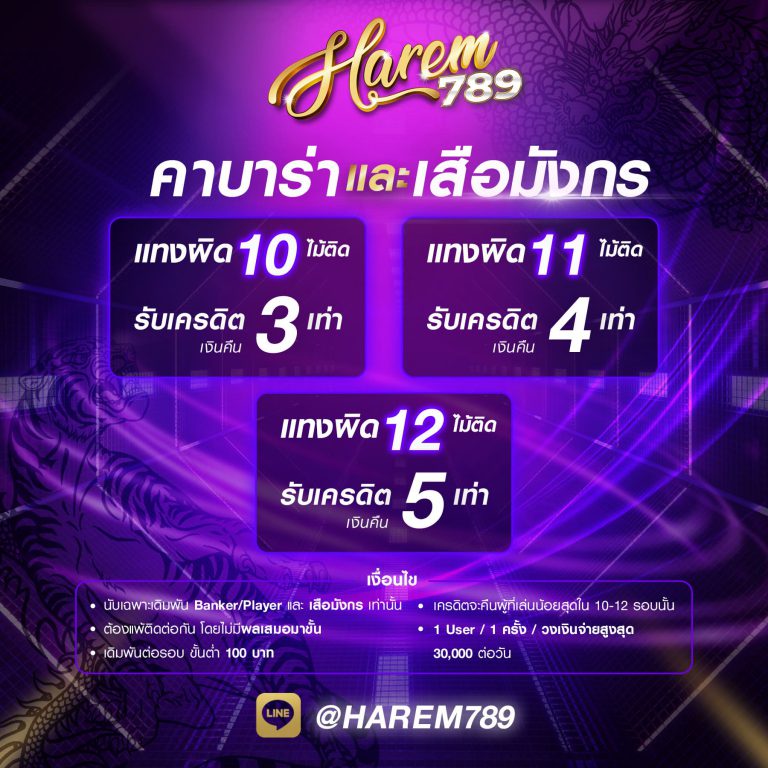 Harem
789
คาบาร่าและเสือมังกร
แทงผิด 10 ไม้ติด
รับเครดิต 3 เท่า
เงินคืน
แทงผิด 11 ไม้ติด
รับเครดิต 4 เท่า
เงินคืน
แทงผิด 12 ไม้ติด
รับเครดิต 5 เท่า
เงินคืน
เงื่อนไข
• นับเฉพาะเดิมพัน Banker/Player และ เสือมังกร เท่านั้น
• ต้องแพ้ติดต่อกัน โดยไม่มีผลเสมอมาขั้น
• เดิมพันต่อรอบ ขั้นต่ำ 100 บาท
• เครดิตจะคืนผู้ที่เล่นน้อยสุดใน 10-12 รอบนั้น
• 1 User / 1 ครั้ง / วงเงินจ่ายสูงสุด
30,000 ต่อวัน
LINE @HAREM789